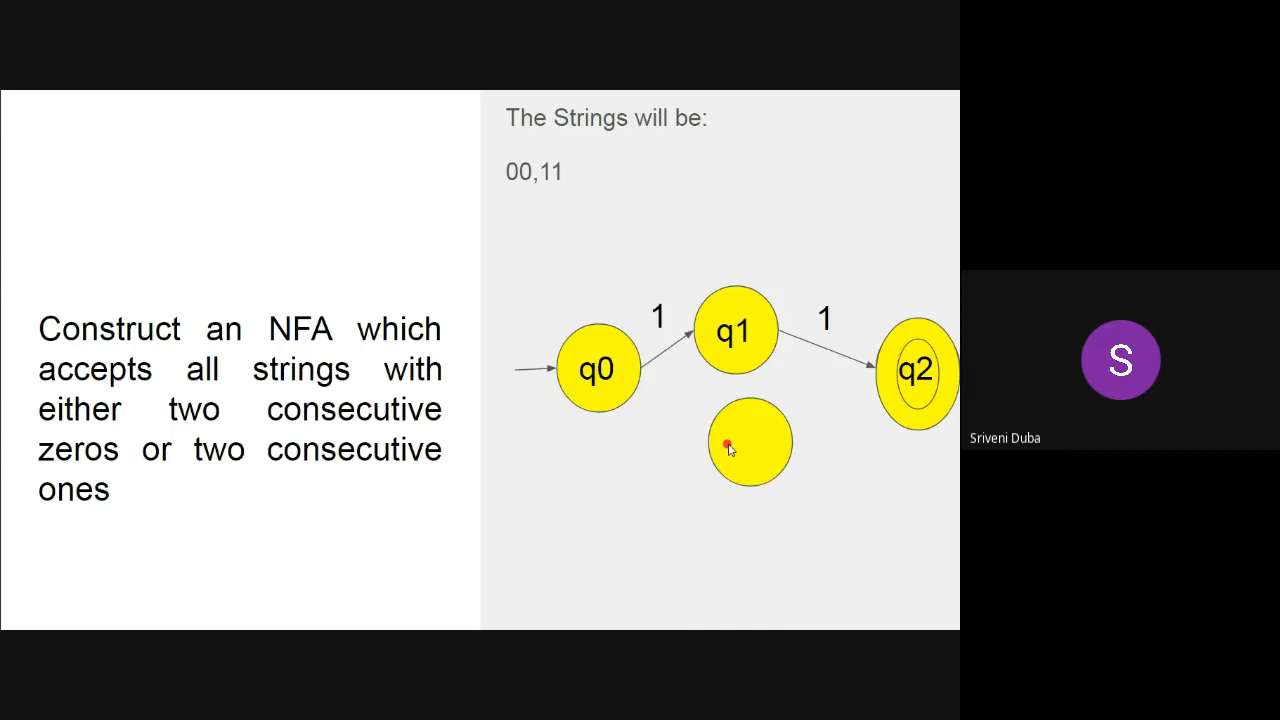 The Strings will be:
00,11
Construct an NFA which
accepts all strings with
either two consecutive
zeros or two consecutive
ones
1
1
q0
q1
q2
S
Sriveni Duba